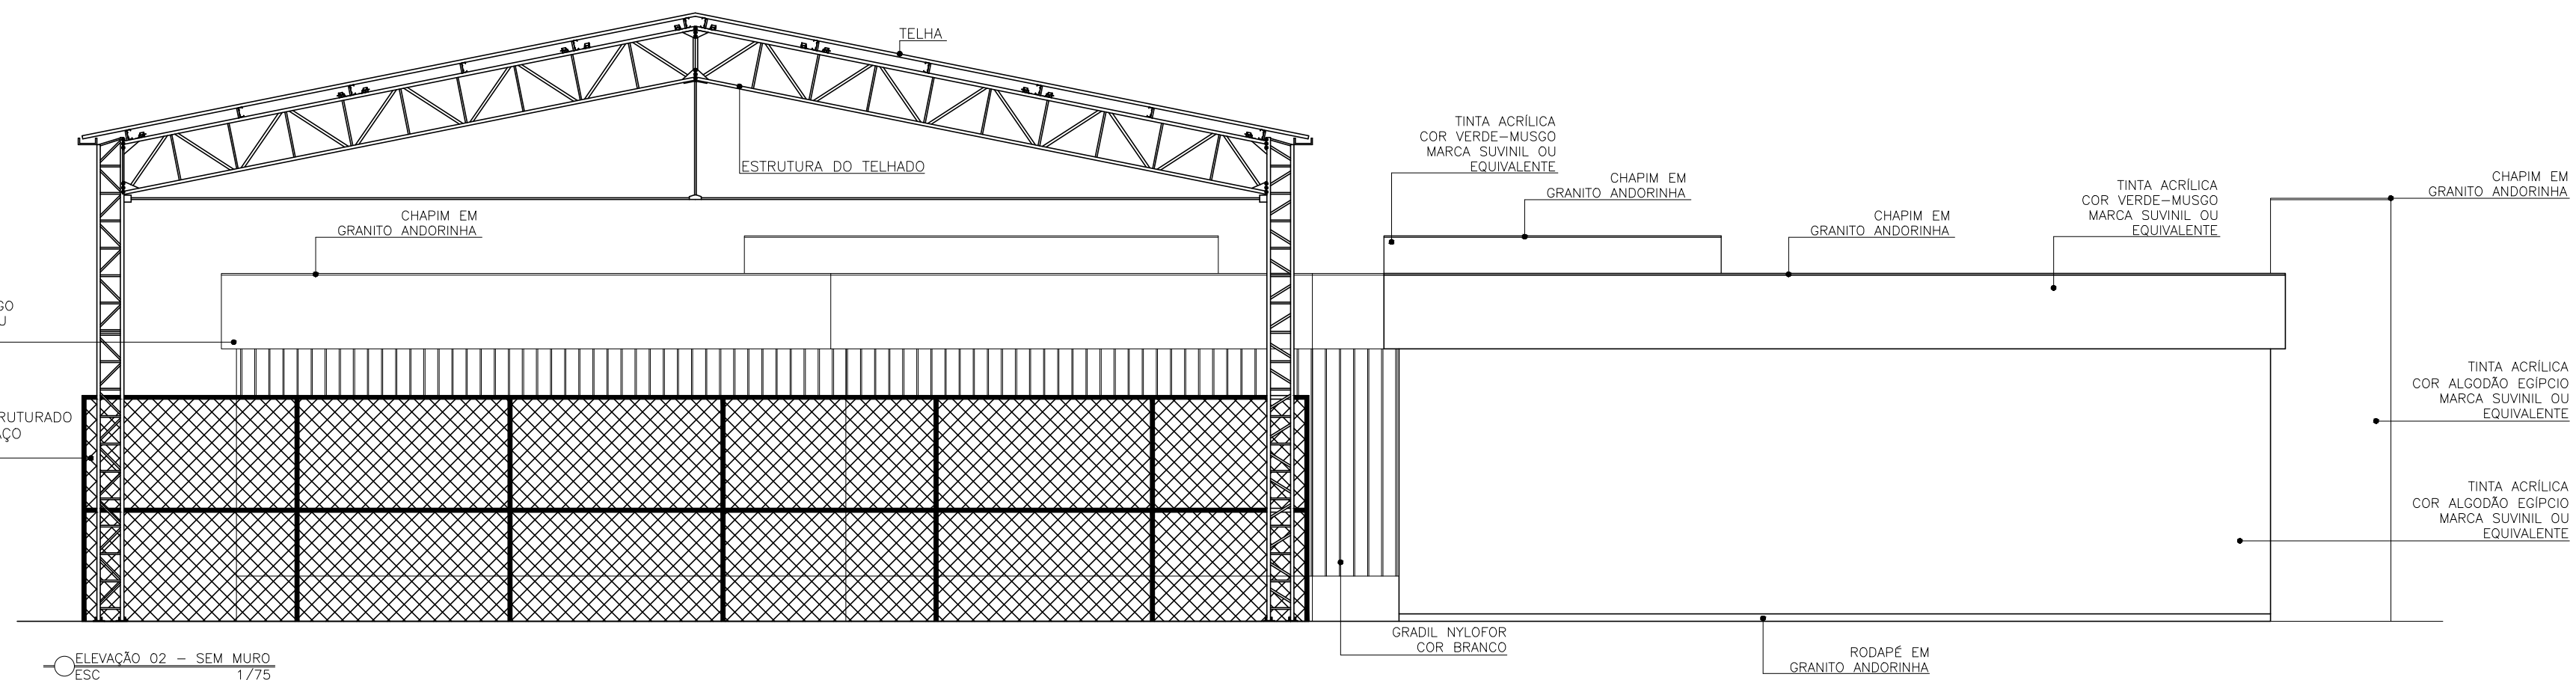 TELHA
ESTRUTURA DO TELHADO
TINTA ACRÍLICA
COR VERDE-MUSGO
MARCA SUVINIL OU
EQUIVALENTE
CHAPIM EM
GRANITO ANDORINHA
CHAPIM EM
GRANITO ANDORINHA
CHAPIM EM
GRANITO ANDORINHA
TINTA ACRÍLICA
COR VERDE-MUSGO
MARCA SUVINIL OU
EQUIVALENTE
CHAPIM EM
GRANITO ANDORINHA
GO
U
RUTURADO
AÇO
TINTA ACRÍLICA
COR ALGODÃO EGÍPCIO
MARCA SUVINIL OU
EQUIVALENTE
TINTA ACRÍLICA
COR ALGODÃO EGÍPCIO
MARCA SUVINIL OU
EQUIVALENTE
GRADIL NYLOFOR
COR BRANCO
RODAPÉ EM
GRANITO ANDORINHA
ELEVAÇÃO 02 - SEM MURO
ESC 1/75